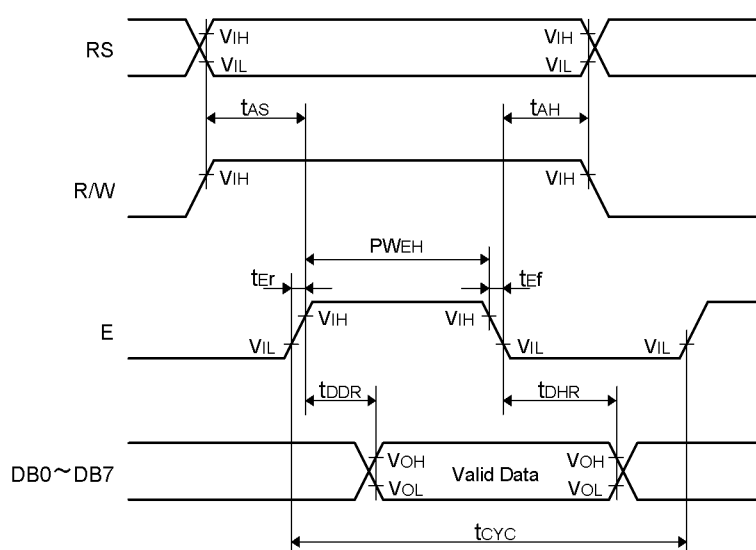 RS
VIH
VIL
VIH
VIL
tAS
tAH
R/W
VIH
VIH
PWEH
tEr
tEf
E
VIH
VIL
VIH
VIL
VIL
tDDR
tDHR
DB0～DB7
VOH
VOL
Valid Data
VOH
VOL
tCYC